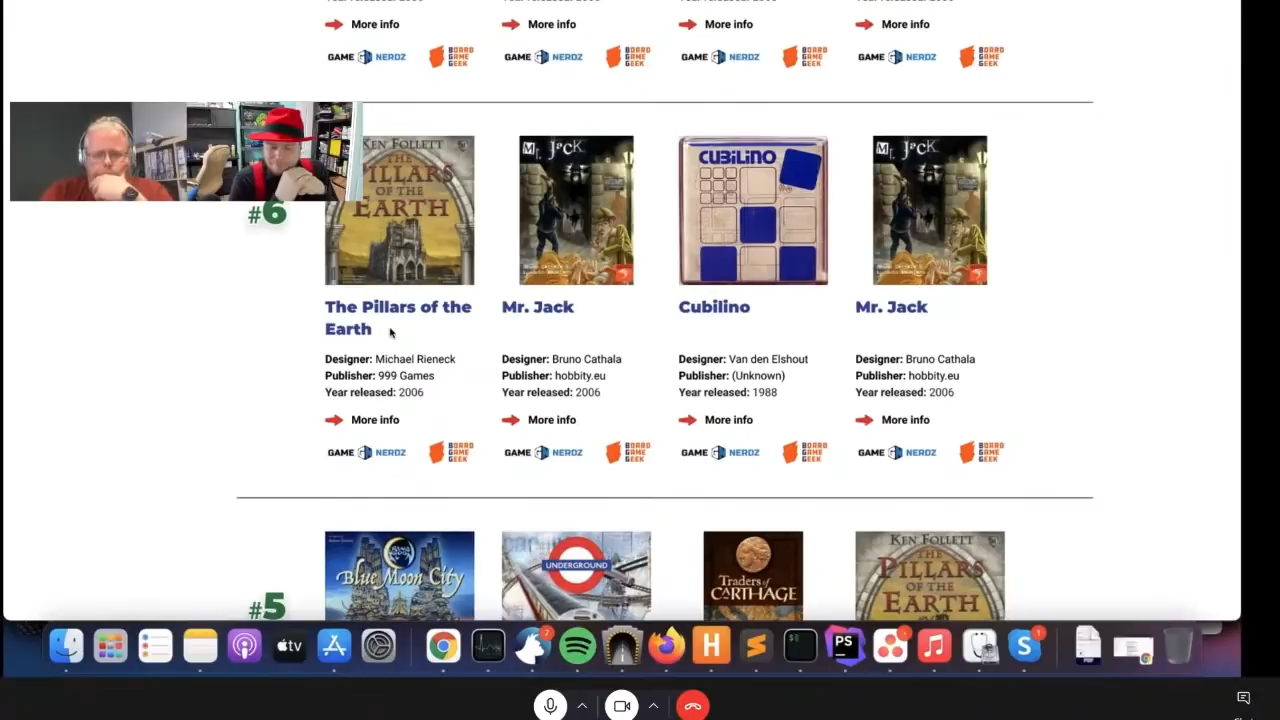 More info
More info
More info
More info
GAME NERDZ
BOARD GAME GEEK
GAME NERDZ
BOARD GAME GEEK
GAME NERDZ
BOARD GAME GEEK
GAME NERDZ
BOARD GAME GEEK
#6
KEN FOLLETT
THE
PILLARS
OF THE
EARTH
Mr. Jack
CUBiLiNO
Mr. Jack
The Pillars of the
Earth
Mr. Jack
Cubilino
Mr. Jack
Designer: Michael Rieneck
Publisher: 999 Games
Year released: 2006
Designer: Bruno Cathala
Publisher: hobbity.eu
Year released: 2006
Designer: Van den Elshout
Publisher: (Unknown)
Year released: 1988
Designer: Bruno Cathala
Publisher: hobbity.eu
Year released: 2006
More info
More info
More info
More info
GAME NERDZ
BOARD GAME GEEK
GAME NERDZ
BOARD GAME GEEK
GAME NERDZ
BOARD GAME GEEK
GAME NERDZ
BOARD GAME GEEK
#5
BLUE MOON CITY
UNDERGROUND
Traders of
CARTHAGE
KEN FOLLETT
THE
PILLARS
OF THE
EARTH
tv
7
H
PS
S
1
PDF